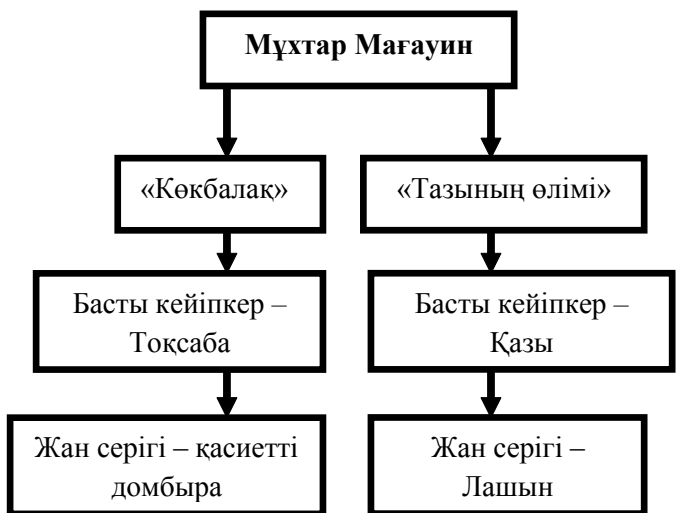 Мұхтар Мағауин
«Көкбалақ»
«Тазының өлімі»
Басты кейіпкер –
Тоқсаба
Басты кейіпкер –
Қазы
Жан серігі – қасиетті
домбыра
Жан серігі –
Лашын